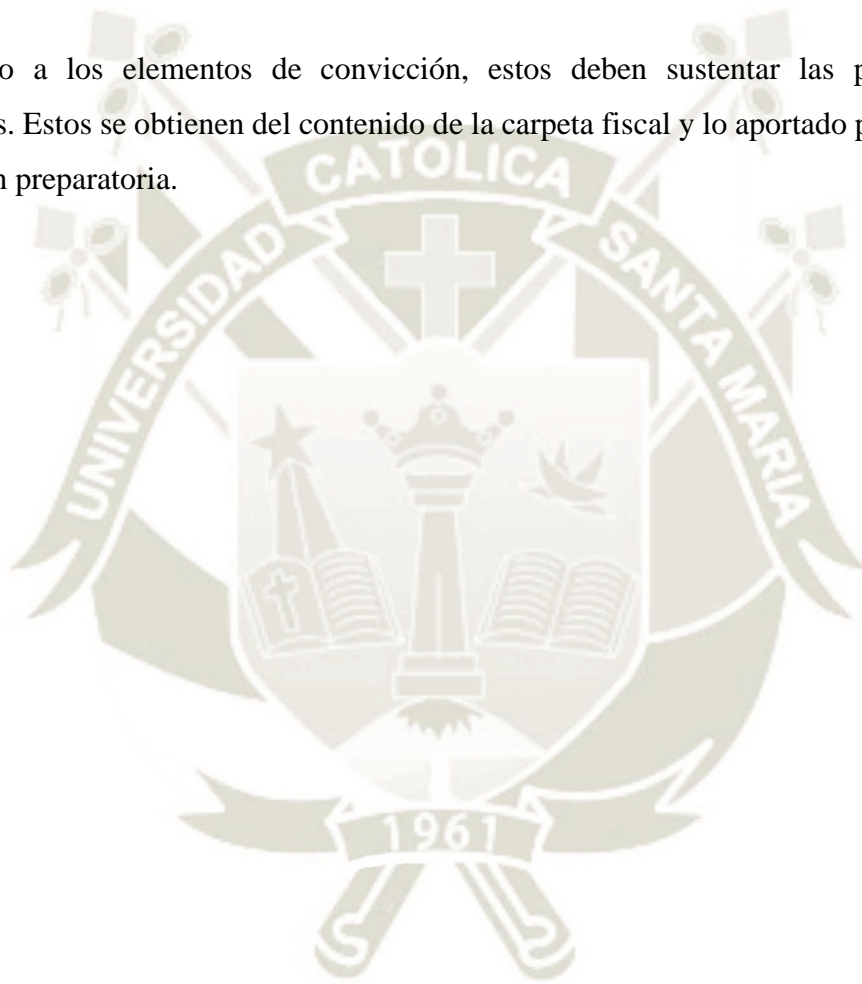 o a los elementos de convicción, estos deben sustentar las p
s. Estos se obtienen del contenido de la carpeta fiscal y lo aportado p
n preparatoria.
UNIVERSIDAD CATÓLICA SANTA MARIA
1961